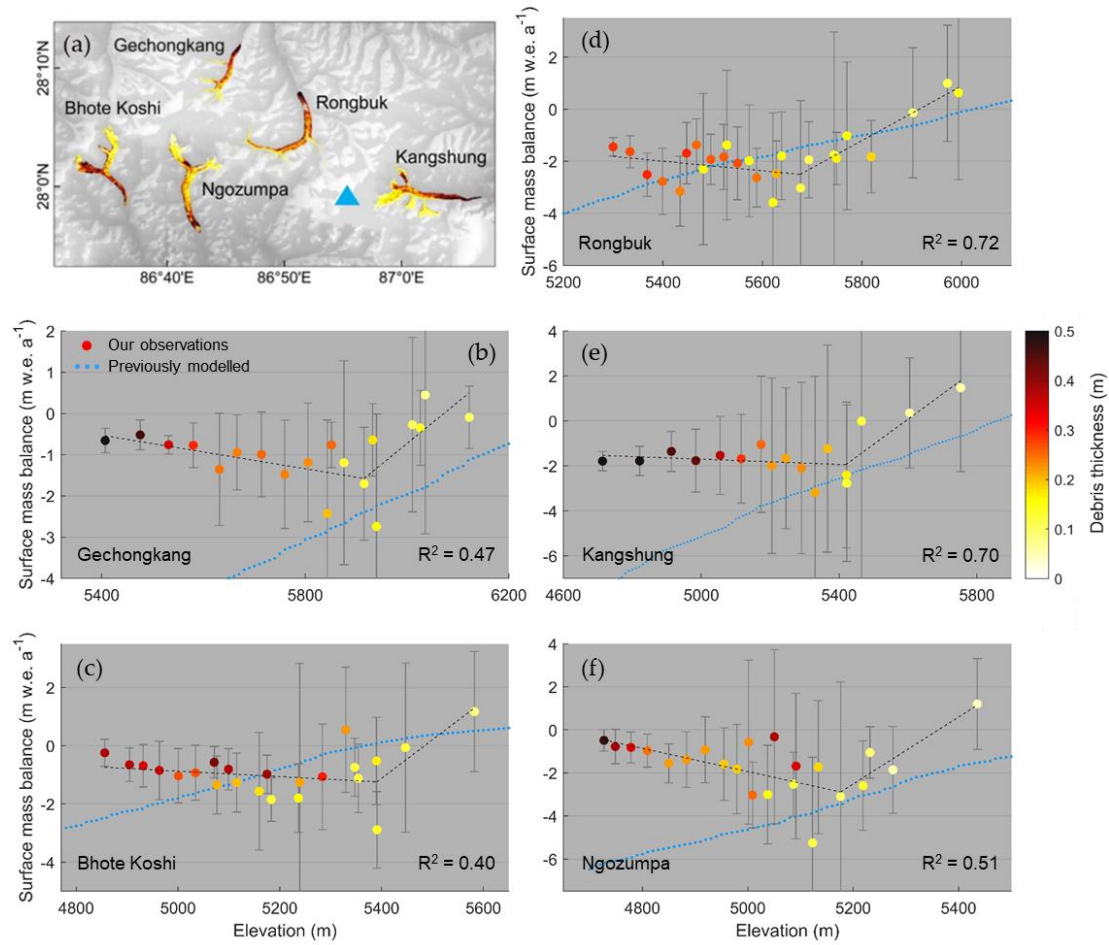 (a)
Gechongkang
Bhote Koshi
Rongbuk
Ngozumpa
Kangshung
28°10'N
28°0'N
86°40'E 86°50'E 87°0'E
(d)
Surface mass balance (m w.e. a-1)
2
0
-2
-4
-6
Rongbuk
R2 = 0.72
5200 5400 5600 5800 6000
(b)
Our observations
Previously modelled
Surface mass balance (m w.e. a-1)
2
1
0
-1
-2
-3
-4
Gechongkang
R2 = 0.47
5400 5800 6200
(e)
4
2
0
-2
-4
-6
Kangshung
R2 = 0.70
4600 5000 5400 5800
0.5
0.4
0.3
0.2
0.1
0
Debris thickness (m)
(c)
Surface mass balance (m w.e. a-1)
2
0
-2
-4
Bhote Koshi
R2 = 0.40
4800 5000 5200 5400 5600
Elevation (m)
(f)
4
2
0
-2
-4
-6
Ngozumpa
R2 = 0.51
4800 5000 5200 5400
Elevation (m)